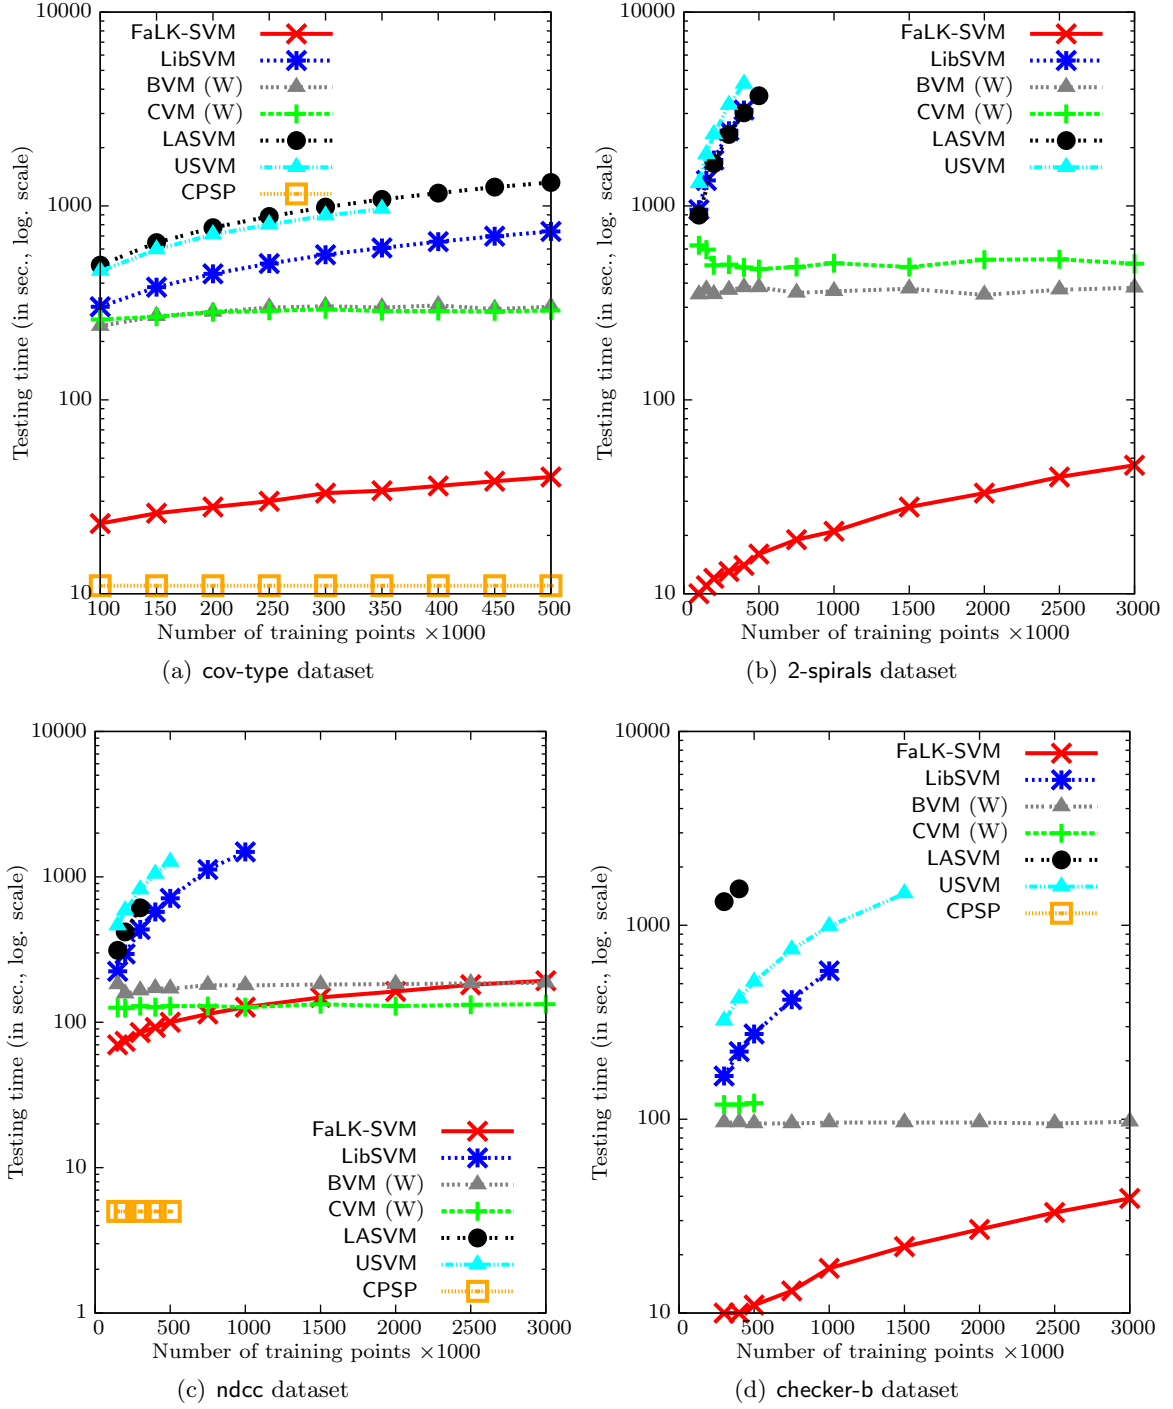 10000
1000
100
10
100 150 200 250 300 350 400 450 500
Testing time (in sec., log. scale)
Number of training points ×1000
FaLK-SVM
LibSVM
BVM (W)
CVM (W)
LASVM
USVM
CPSP
(a) cov-type dataset
10000
1000
100
10
0 500 1000 1500 2000 2500 3000
Testing time (in sec., log. scale)
Number of training points ×1000
FaLK-SVM
LibSVM
BVM (W)
CVM (W)
LASVM
USVM
(b) 2-spirals dataset
10000
1000
100
10
1
0 500 1000 1500 2000 2500 3000
Testing time (in sec., log. scale)
Number of training points ×1000
FaLK-SVM
LibSVM
BVM (W)
CVM (W)
LASVM
USVM
CPSP
(c) ndcc dataset
10000
1000
100
10
0 500 1000 1500 2000 2500 3000
Testing time (in sec., log. scale)
Number of training points ×1000
FaLK-SVM
LibSVM
BVM (W)
CVM (W)
LASVM
USVM
CPSP
(d) checker-b dataset